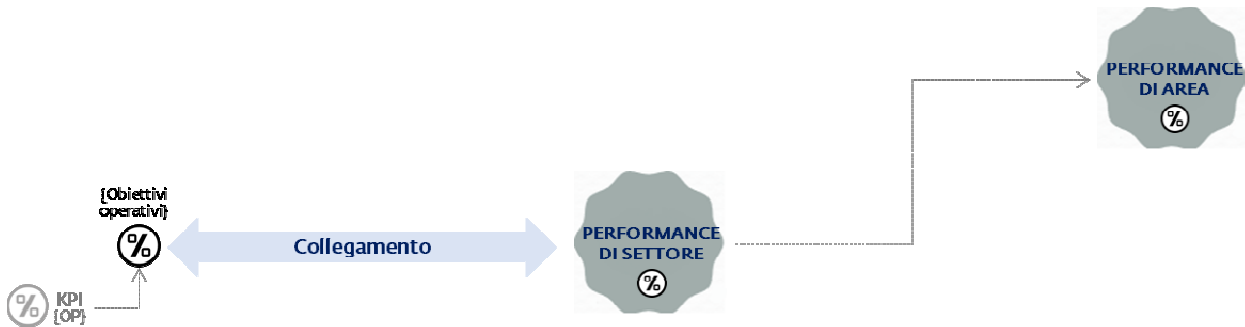 PERFORMANCE
DI AREA
%
{Obiettivi
operativi}
%
Collegamento
PERFORMANCE
DI SETTORE
%
% KPI
{OP}